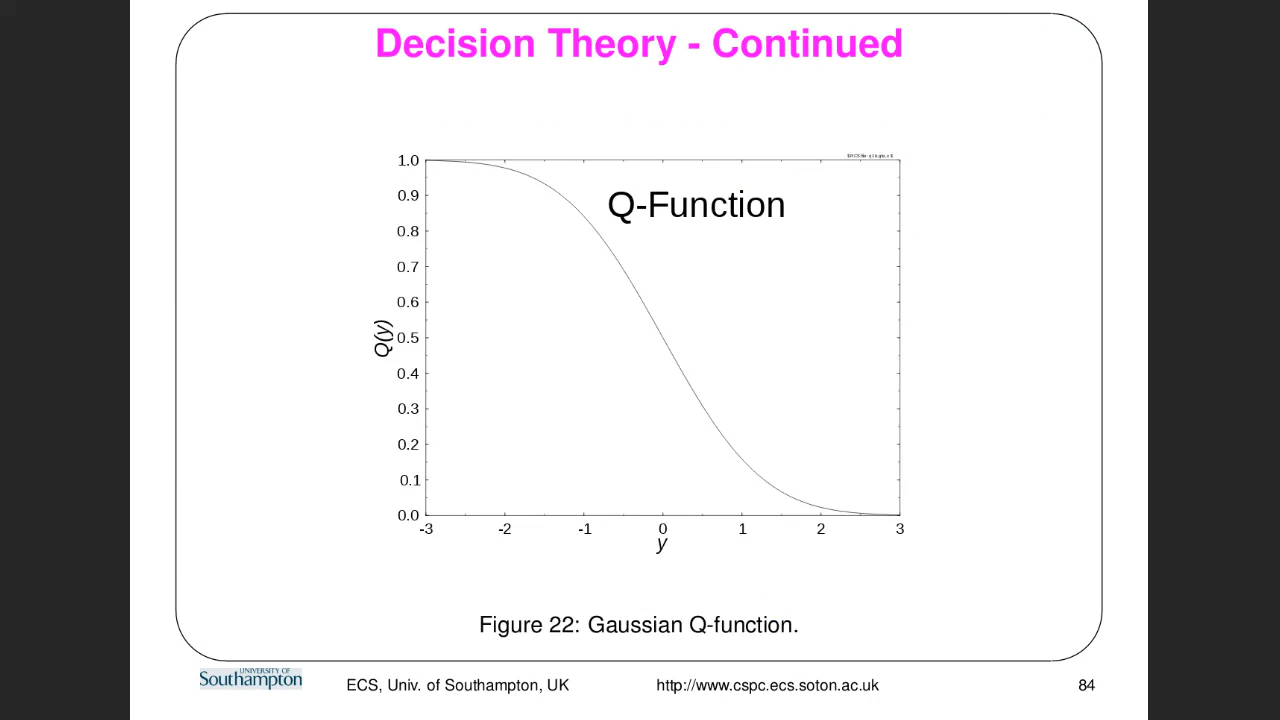 Decision Theory - Continued
Q-Function
1.0
0.9
0.8
0.7
0.6
0.5
0.4
0.3
0.2
0.1
0.0
Q(y)
-3 -2 -1 0 1 2 3
y
Figure 22: Gaussian Q-function.
UNIVERSITY OF
Southampton
ECS, Univ. of Southampton, UK http://www.cspc.ecs.soton.ac.uk 84